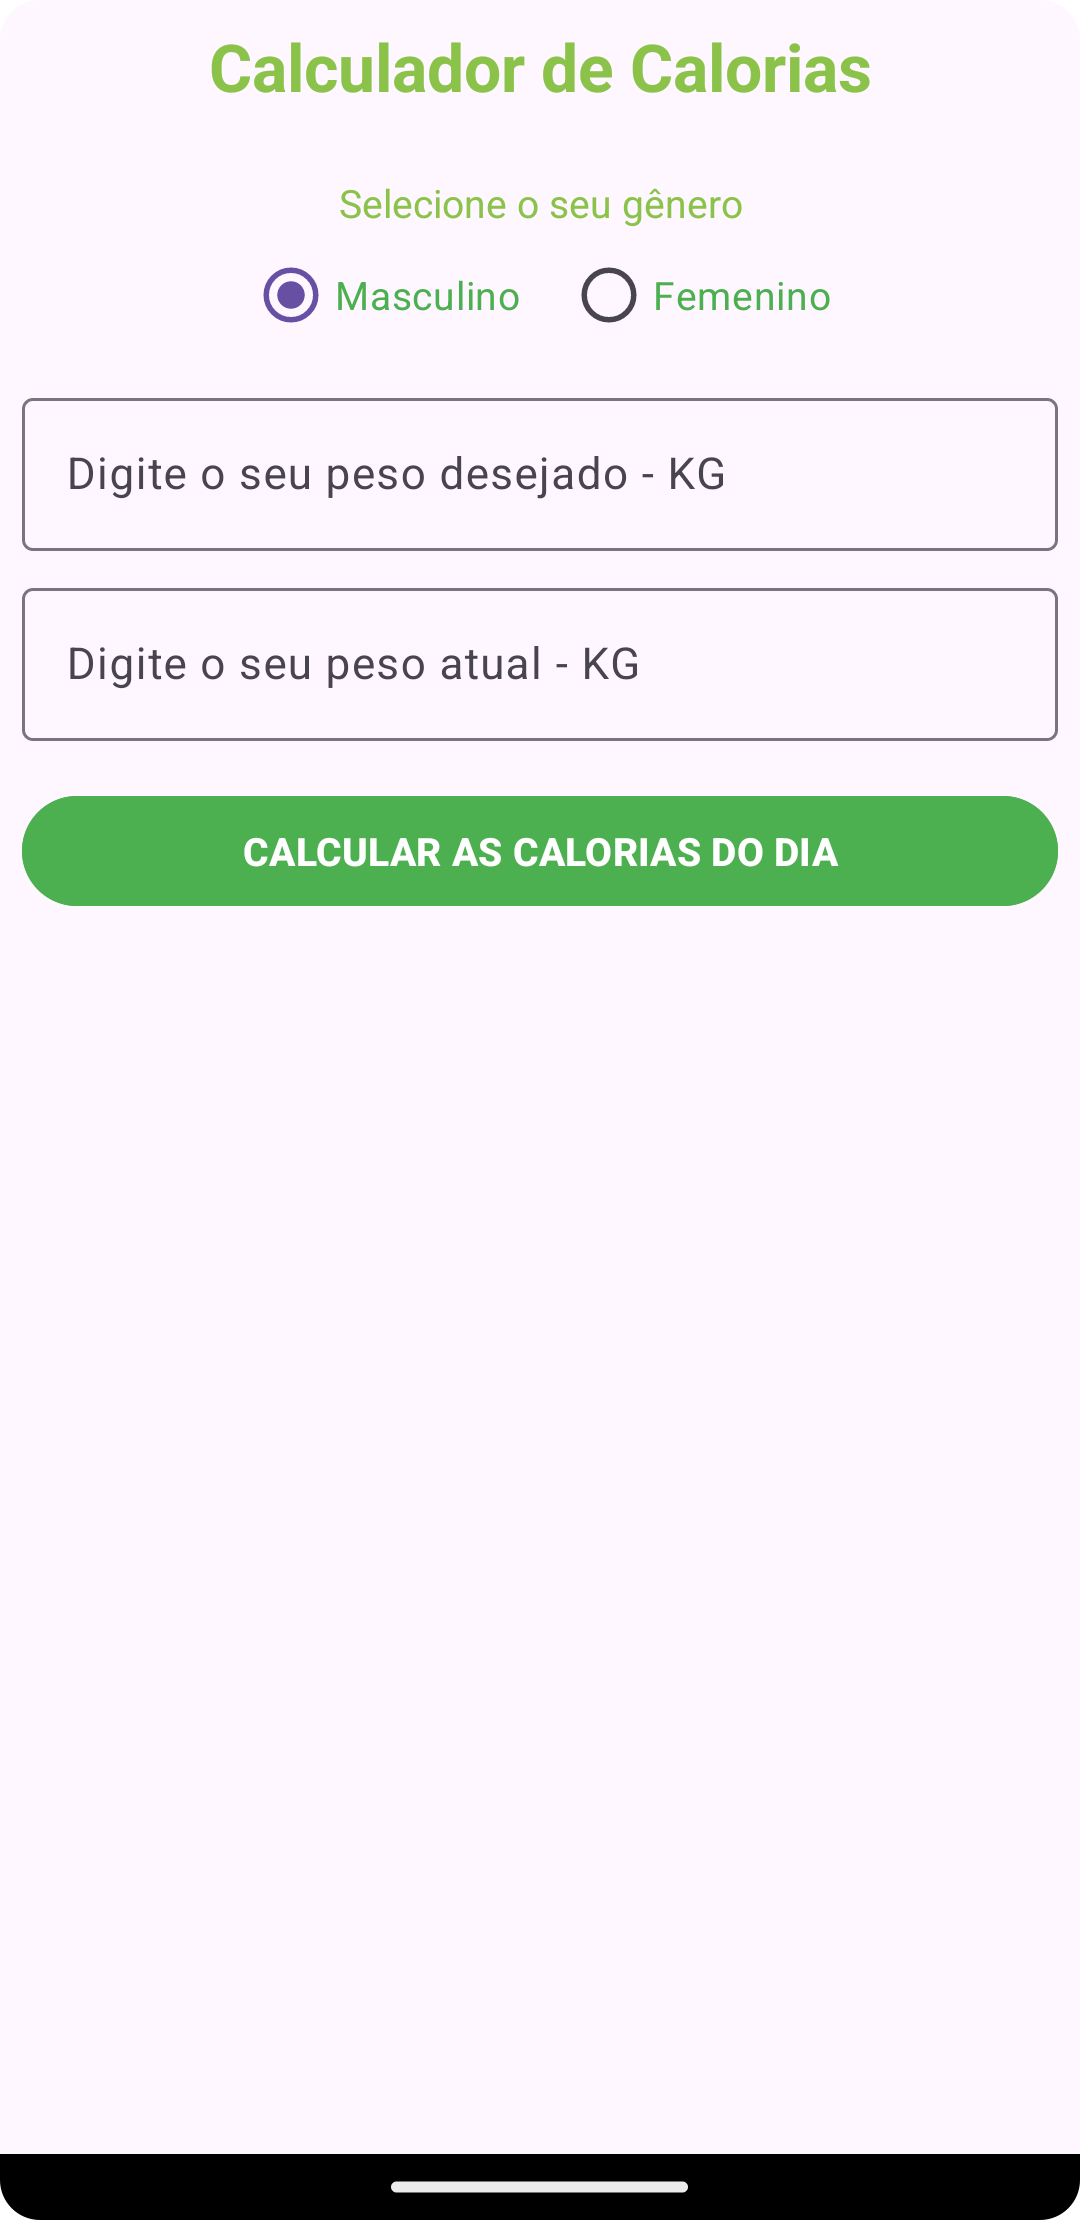 Calculador de Calorias
Selecione o seu gênero
Masculino Femenino
Digite o seu peso desejado - KG
Digite o seu peso atual - KG
CALCULAR AS CALORIAS DO DIA